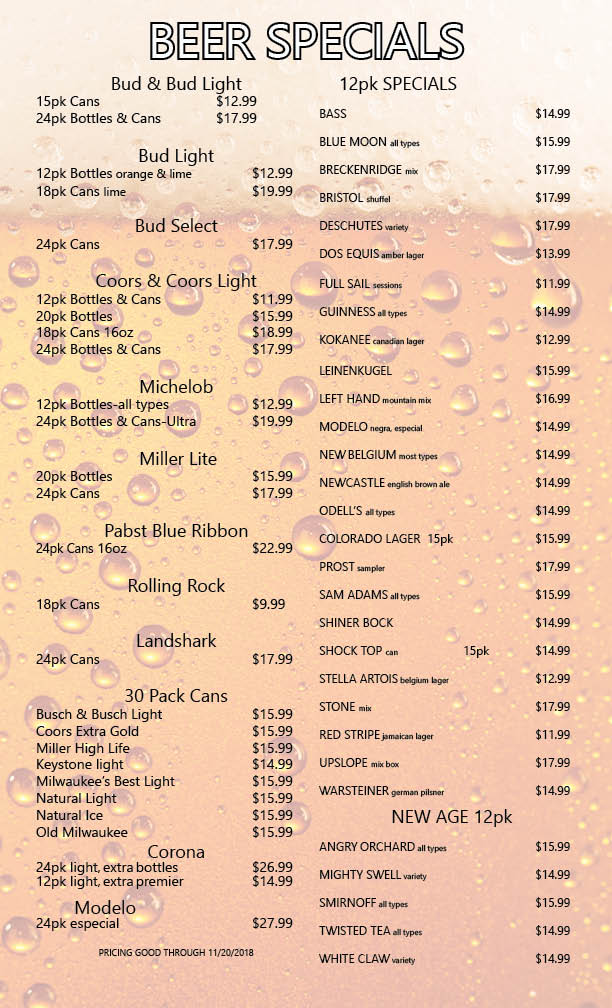 BEER SPECIALS
Bud & Bud Light
15pk Cans $12.99
24pk Bottles & Cans $17.99
Bud Light
12pk Bottles orange & lime $12.99
18pk Cans lime $19.99
Bud Select
24pk Cans $17.99
Coors & Coors Light
12pk Bottles & Cans $11.99
20pk Bottles $15.99
18pk Cans 16oz $18.99
24pk Bottles & Cans $17.99
Michelob
12pk Bottles-all types $12.99
24pk Bottles & Cans-Ultra $19.99
Miller Lite
20pk Bottles $15.99
24pk Cans $17.99
Pabst Blue Ribbon
24pk Cans 16oz $22.99
Rolling Rock
18pk Cans $9.99
Landshark
24pk Cans $17.99
30 Pack Cans
Busch & Busch Light $15.99
Coors Extra Gold $15.99
Miller High Life $15.99
Keystone light $14.99
Milwaukee's Best Light $15.99
Natural Light $15.99
Natural Ice $15.99
Old Milwaukee $15.99
Corona
24pk light, extra bottles $26.99
12pk light, extra premier $14.99
Modelo
24pk especial $27.99
PRICING GOOD THROUGH 11/20/2018
12pk SPECIALS
BASS $14.99
BLUE MOON all types $15.99
BRECKENRIDGE mix $17.99
BRISTOL shuffel $17.99
DESCHUTES variety $17.99
DOS EQUIS amber lager $13.99
FULL SAIL sessions $11.99
GUINNESS all types $14.99
KOKANEE canadian lager $12.99
LEINENKUGEL $15.99
LEFT HAND mountain mix $16.99
MODELO negra, especial $14.99
NEW BELGIUM most types $14.99
NEWCASTLE english brown ale $14.99
ODELL'S all types $14.99
COLORADO LAGER 15pk $15.99
PROST sampler $17.99
SAM ADAMS all types $15.99
SHINER BOCK $14.99
SHOCK TOP can 15pk $14.99
STELLA ARTOIS belgium lager $12.99
STONE mix $17.99
RED STRIPE jamaican lager $11.99
UPSLOPE mix box $17.99
WARSTEINER german pilsner $14.99
NEW AGE 12pk
ANGRY ORCHARD all types $15.99
MIGHTY SWELL variety $14.99
SMIRNOFF all types $15.99
TWISTED TEA all types $14.99
WHITE CLAW variety $14.99